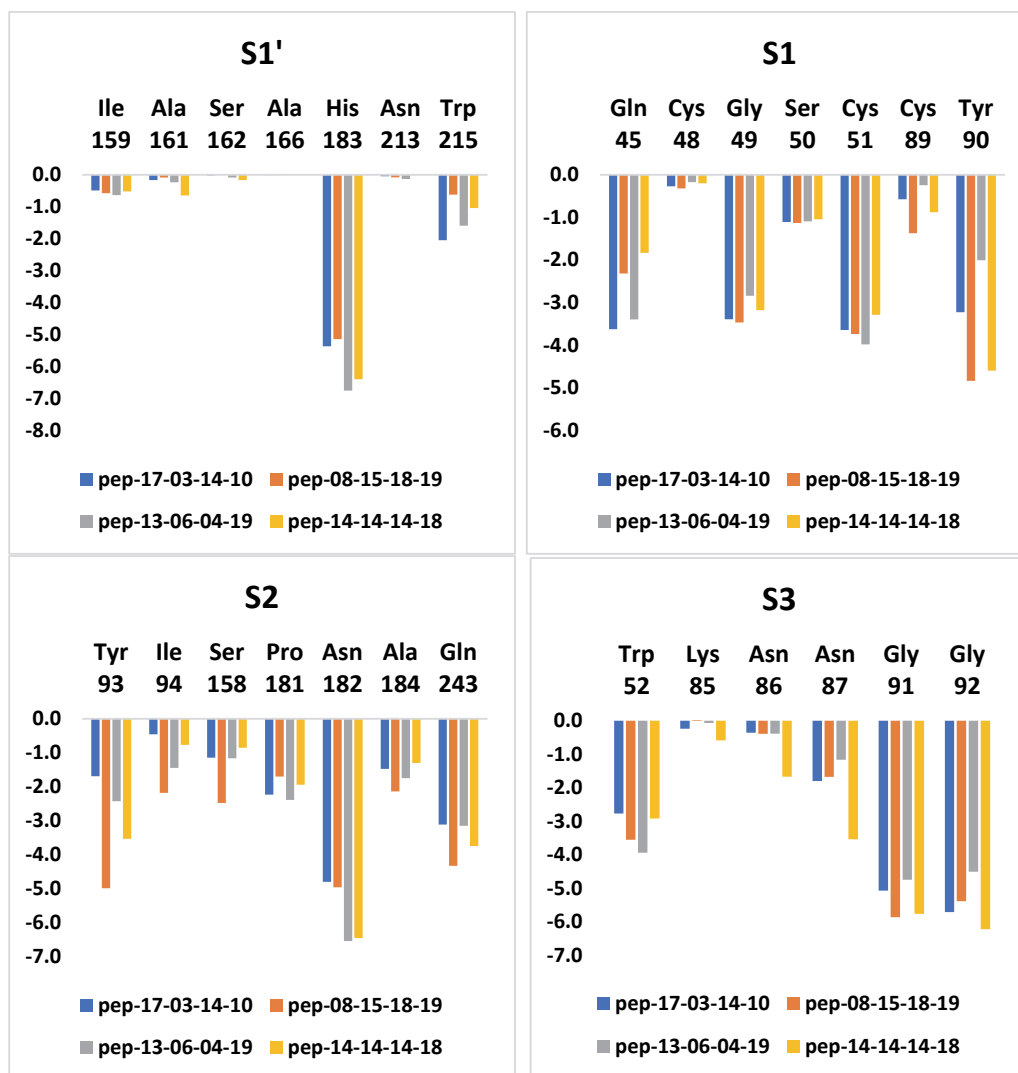 S1'
Ile Ala Ser Ala His Asn Trp
159 161 162 166 183 213 215
0.0
-1.0
-2.0
-3.0
-4.0
-5.0
-6.0
-7.0
-8.0
pep-17-03-14-10 pep-08-15-18-19
pep-13-06-04-19 pep-14-14-14-18
S1
Gln Cys Gly Ser Cys Cys Tyr
45 48 49 50 51 89 90
0.0
-1.0
-2.0
-3.0
-4.0
-5.0
-6.0
pep-17-03-14-10 pep-08-15-18-19
pep-13-06-04-19 pep-14-14-14-18
S2
Tyr Ile Ser Pro Asn Ala Gln
93 94 158 181 182 184 243
0.0
-1.0
-2.0
-3.0
-4.0
-5.0
-6.0
-7.0
pep-17-03-14-10 pep-08-15-18-19
pep-13-06-04-19 pep-14-14-14-18
S3
Trp Lys Asn Asn Gly Gly
52 85 86 87 91 92
0.0
-1.0
-2.0
-3.0
-4.0
-5.0
-6.0
-7.0
pep-17-03-14-10 pep-08-15-18-19
pep-13-06-04-19 pep-14-14-14-18